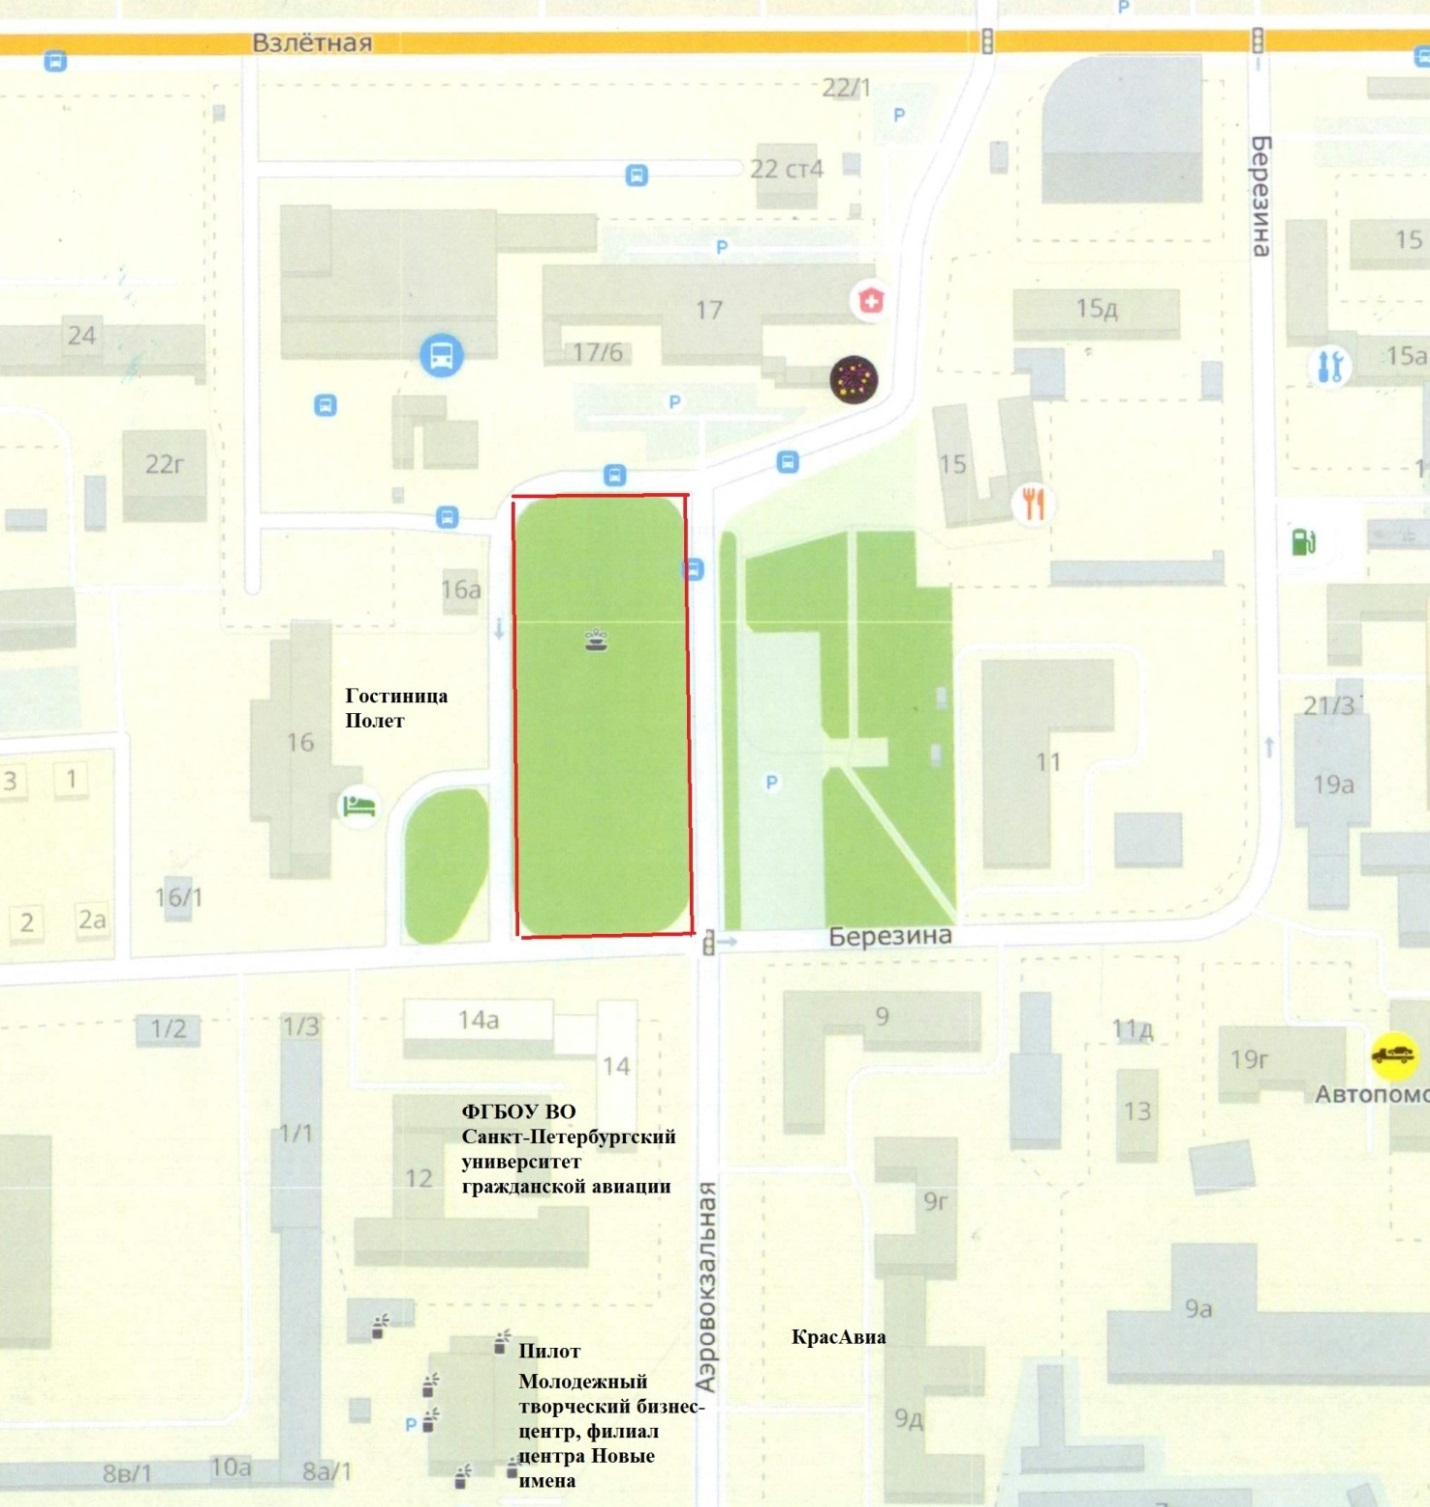 Взлётная
P
22/1
P
22 ст4
Березина
P
15
17
15д
24
17/6
15а
P
22г
15
16а
Гостиница
Полет
16
21/3
3
1
11
P
19а
16/1
2
2а
Березина
1/2
1/3
14а
9
11д
14
19г
Автопомо
ФГБОУ ВО
Санкт-Петербургский
университет
гражданской авиации
1/1
13
12
9г
Аэровокзальная
9а
КрасАвиа
Пилот
Молодежный
творческий бизнес-
центр, филиал
центра Новые
имена
P
9д
8в/1
10а
8а/1